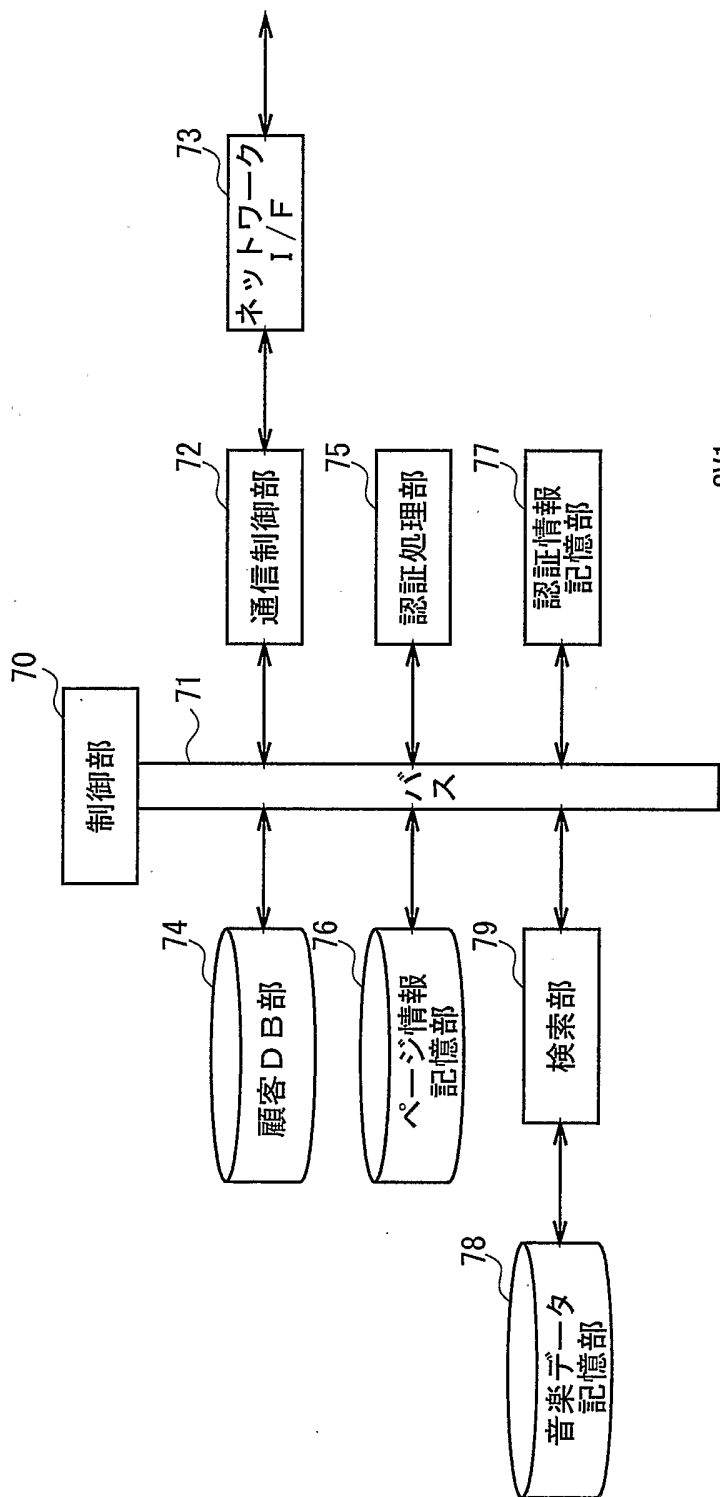 70
制御部
71
バス
72
通信制御部
73
ネットワーク
I/F
74
顧客DB部
75
認証処理部
76
ページ情報
記憶部
77
認証情報
記憶部
78
音楽データ
記憶部
79
検索部